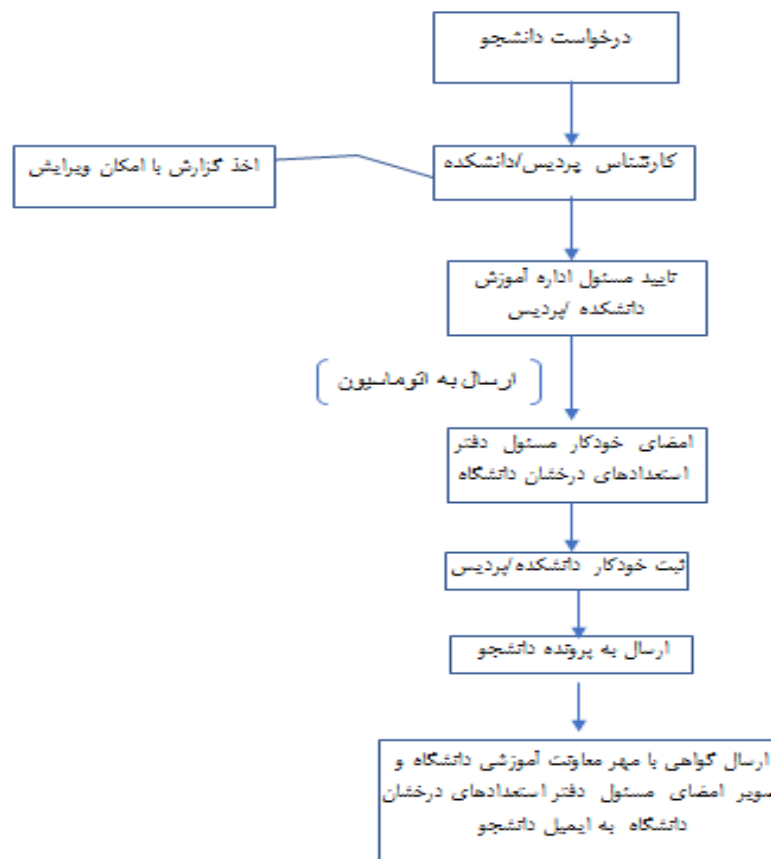 درخواست دانشجو
کارشناس پردیس/دانشکده
اخذ گزارش با امکان ویرایش
تایید مسئول اداره آموزش
دانشکده /پردیس
ارسال به اتوماسیون
امضای خودکار مسئول دفتر
استعدادهای درخشان دانشگاه
ثبت خودکار دانشکده/پردیس
ارسال به پرونده دانشجو
ارسال گواهی با مهر معاونت آموزشی دانشگاه و
صویر امضای مسئول دفتر استعدادهای درخشان
دانشگاه به ایمیل دانشجو